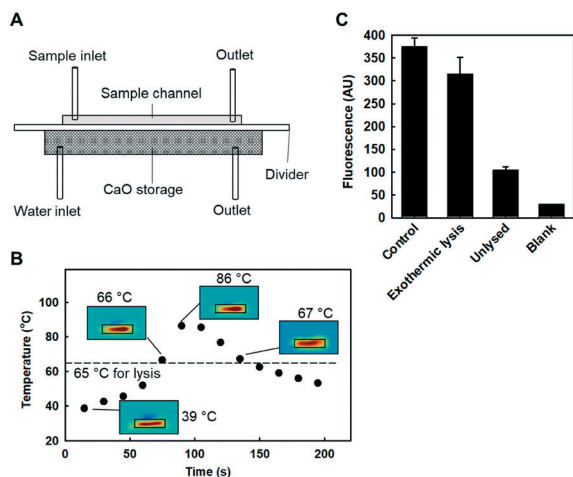 A
Sample inlet
Outlet
Sample channel
Divider
CaO storage
Water inlet
Outlet
B
Temperature (°C)
100
80
60
40
20
66 °C
86 °C
67 °C
65 °C for lysis
39 °C
0
50
100
150
200
Time (s)
C
Fluorescence (AU)
400
350
300
250
200
150
100
50
0
Control
Exothermic lysis
Unlysed
Blank